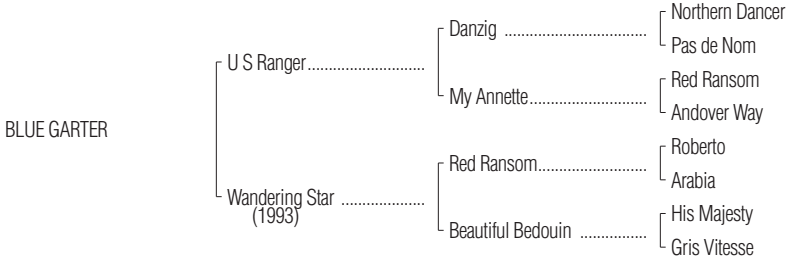 Northern Dancer
Danzig ................................
Pas de Nom
U S Ranger..........................
Red Ransom
My Annette..........................
Andover Way
BLUE GARTER
Roberto
Red Ransom........................
Arabia
Wandering Star ..................
(1993)
His Majesty
Beautiful Bedouin ...............
Gris Vitesse